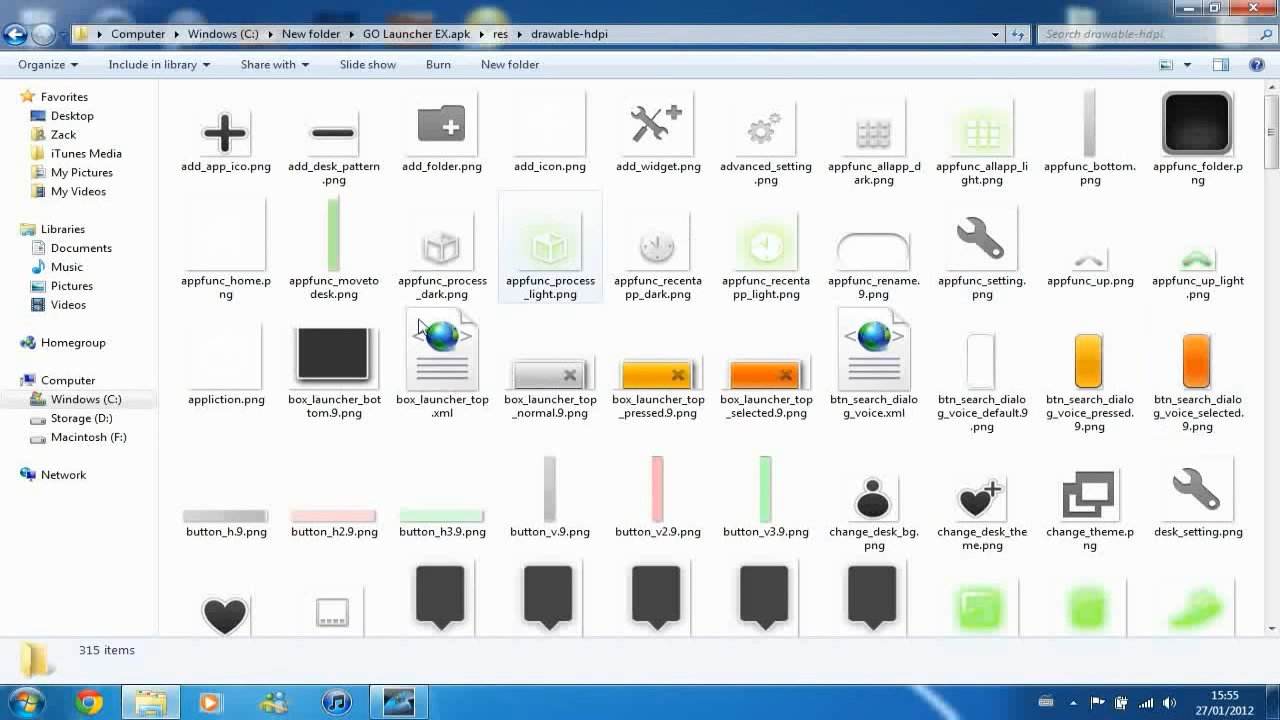 Computer Windows (C:) New folder GO Launcher EX.apk res drawable-hdpi
Search drawable-hdpi
Organize Include in library Share with Slide show Burn New folder
Favorites
Desktop
Zack
iTunes Media
My Pictures
My Videos
Libraries
Documents
Music
Pictures
Videos
Homegroup
Computer
Windows (C:)
Storage (D:)
Macintosh (F:)
Network
add_app_ico.png
add_desk_pattern
.png
add_folder.png
add_icon.png
add_widget.png
advanced_setting
.png
appfunc_allapp_d
ark.png
appfunc_allapp_li
ght.png
appfunc_bottom.
png
appfunc_folder.p
ng
appfunc_home.p
ng
appfunc_moveto
desk.png
appfunc_process
_dark.png
appfunc_process
_light.png
appfunc_recenta
pp_dark.png
appfunc_recenta
pp_light.png
appfunc_rename.
9.png
appfunc_setting.
png
appfunc_up.png
appfunc_up_light
.png
appliction.png
box_launcher_bot
tom.9.png
box_launcher_top
.xml
box_launcher_top
_normal.9.png
box_launcher_top
_pressed.9.png
box_launcher_top
_selected.9.png
btn_search_dialo
g_voice.xml
btn_search_dialo
g_voice_default.9
.png
btn_search_dialo
g_voice_pressed.
9.png
btn_search_dialo
g_voice_selected.
9.png
button_h.9.png
button_h2.9.png
button_h3.9.png
button_v.9.png
button_v2.9.png
button_v3.9.png
change_desk_bg.
png
change_desk_the
me.png
change_theme.p
ng
desk_setting.png
315 items
15:55
27/01/2012